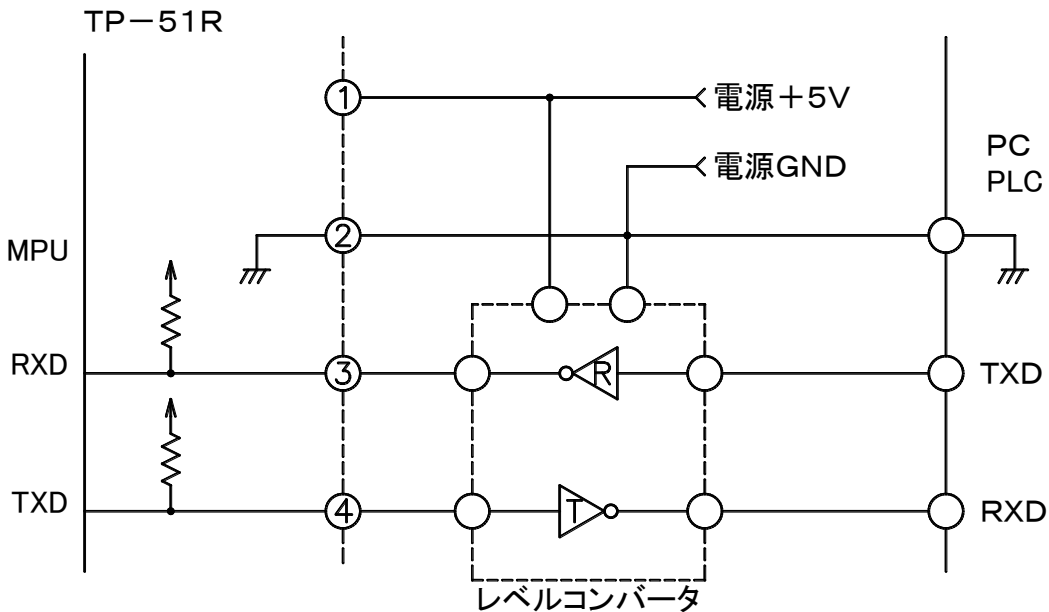 TP−51R
①
電源＋5V
電源GND
PC
PLC
②
MPU
RXD
③
R
TXD
TXD
④
T
RXD
レベルコンバータ